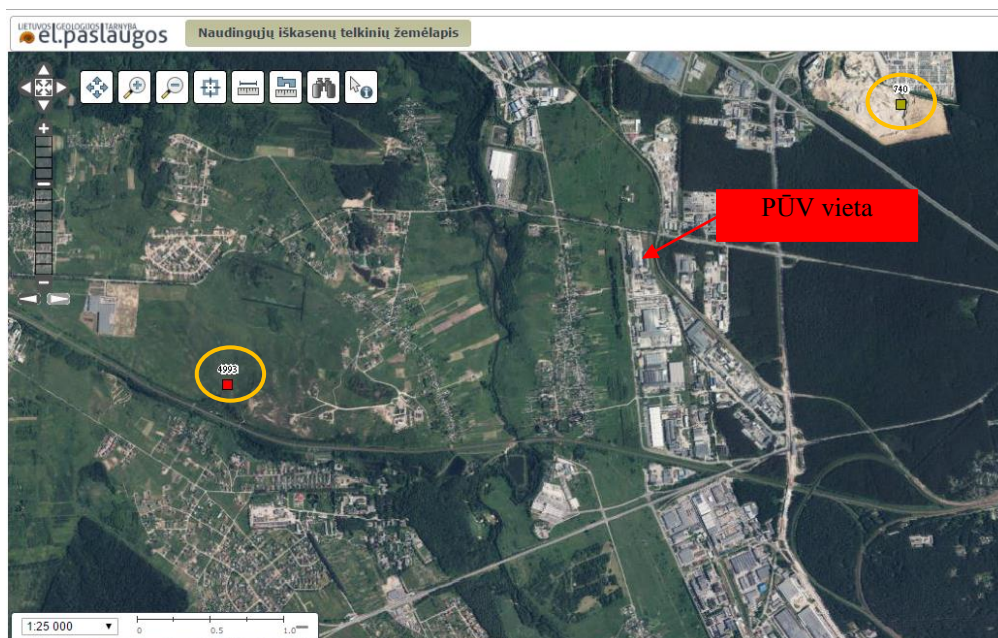 LIETUVOS GEOLOGIJOS TARNYBA
el.paslaugos
Naudingųjų iškasenų telkinių žemėlapis
740
PŪV vieta
4993
1:25 000
0 0.5 1.0